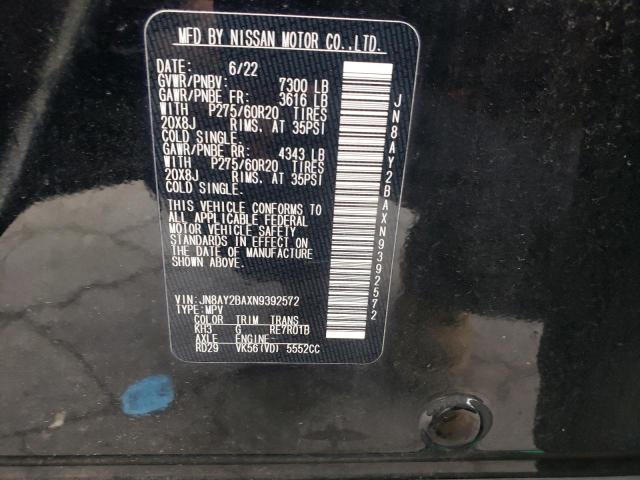 MFD BY NISSAN MOTOR CO.,LTD.
DATE: 6/22
GVWR/PNBV: 7300 LB
GAWR/PNBE FR: 3616 LB
WITH P275/60R20 TIRES
20X8J RIMS, AT 35PSI
COLD SINGLE.
GAWR/PNBE RR: 4343 LB
WITH P275/60R20 TIRES
20X8J RIMS, AT 35PSI
COLD SINGLE.
THIS VEHICLE CONFORMS TO
ALL APPLICABLE FEDERAL
MOTOR VEHICLE SAFETY
STANDARDS IN EFFECT ON
THE DATE OF MANUFACTURE
SHOWN ABOVE.
VIN: JN8AY2BAXN9392572
TYPE: MPV
COLOR TRIM TRANS
KH3 G RE7R01B
AXLE ENGINE
RD29 VK56(VD) 5552CC
JN8AY2BAXN9392572